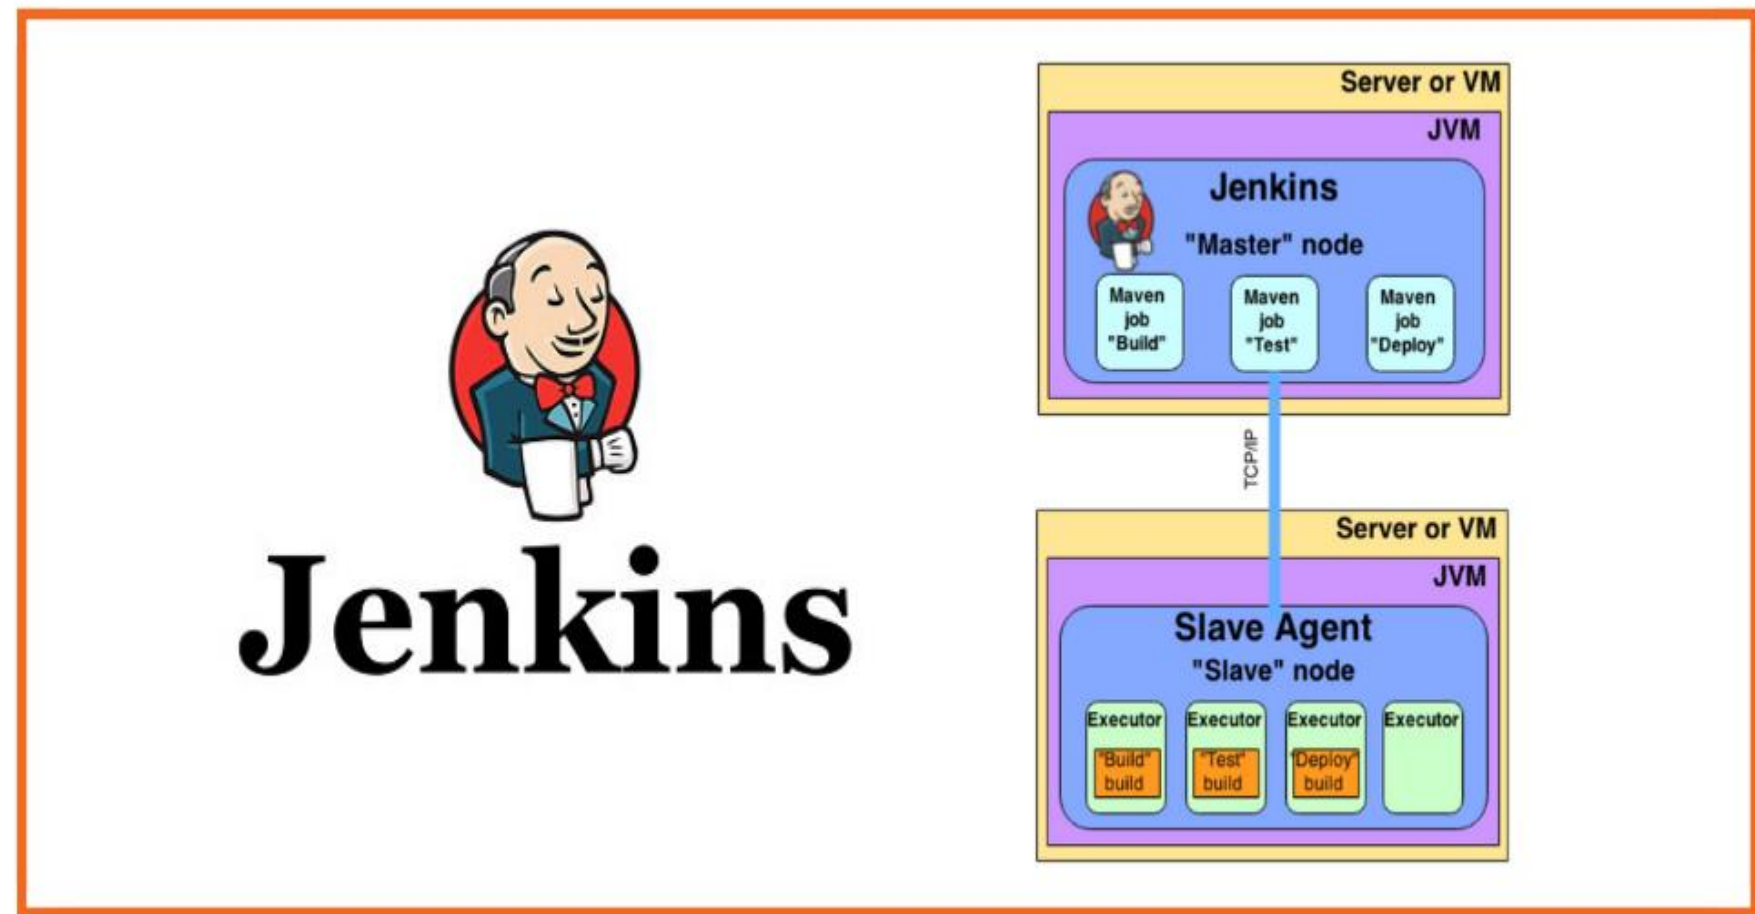 Jenkins
Server or VM
JVM
Jenkins
"Master" node
Maven
job
"Build"
Maven
job
"Test"
Maven
job
"Deploy"
TCP/IP
Server or VM
JVM
Slave Agent
"Slave" node
Executor
"Build"
build
Executor
"Test"
build
Executor
"Deploy"
build
Executor